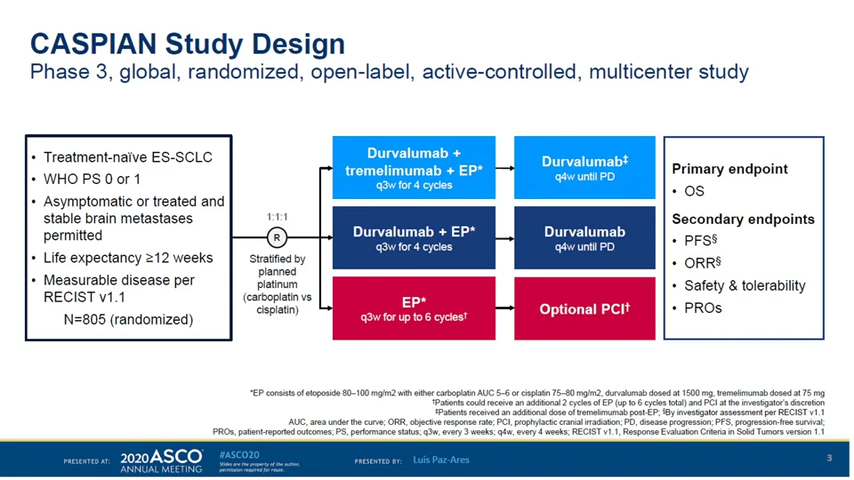 CASPIAN Study Design
Phase 3, global, randomized, open-label, active-controlled, multicenter study
• Treatment-naïve ES-SCLC
• WHO PS 0 or 1
• Asymptomatic or treated and
stable brain metastases
permitted
• Life expectancy ≥12 weeks
• Measurable disease per
RECIST v1.1
N=805 (randomized)
1:1:1
R
Stratified by
planned
platinum
(carboplatin vs
cisplatin)
Durvalumab +
tremelimumab + EP*
q3w for 4 cycles
Durvalumab‡
q4w until PD
Durvalumab + EP*
q3w for 4 cycles
Durvalumab
q4w until PD
EP*
q3w for up to 6 cycles†
Optional PCI†
Primary endpoint
• OS
Secondary endpoints
• PFS§
• ORR§
• Safety & tolerability
• PROs
*EP consists of etoposide 80–100 mg/m2 with either carboplatin AUC 5–6 or cisplatin 75–80 mg/m2, durvalumab dosed at 1500 mg, tremelimumab dosed at 75 mg
†Patients could receive an additional 2 cycles of EP (up to 6 cycles total) and PCI at the investigator's discretion
‡Patients received an additional dose of tremelimumab post-EP; §By investigator assessment per RECIST v1.1
AUC, area under the curve; ORR, objective response rate; PCI, prophylactic cranial irradiation; PD, disease progression; PFS, progression-free survival;
PROs, patient-reported outcomes; PS, performance status; q3w, every 3 weeks; q4w, every 4 weeks; RECIST v1.1, Response Evaluation Criteria in Solid Tumors version 1.1
PRESENTED AT:
2020 ASCO®
ANNUAL MEETING
#ASCO20
Slides are the property of the author,
permission required for reuse.
PRESENTED BY:
Luis Paz-Ares
3